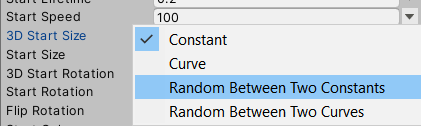 Start Speed 100
3D Start Size
Constant
Start Size
Curve
3D Start Rotation
Random Between Two Constants
Start Rotation
Flip Rotation
Random Between Two Curves